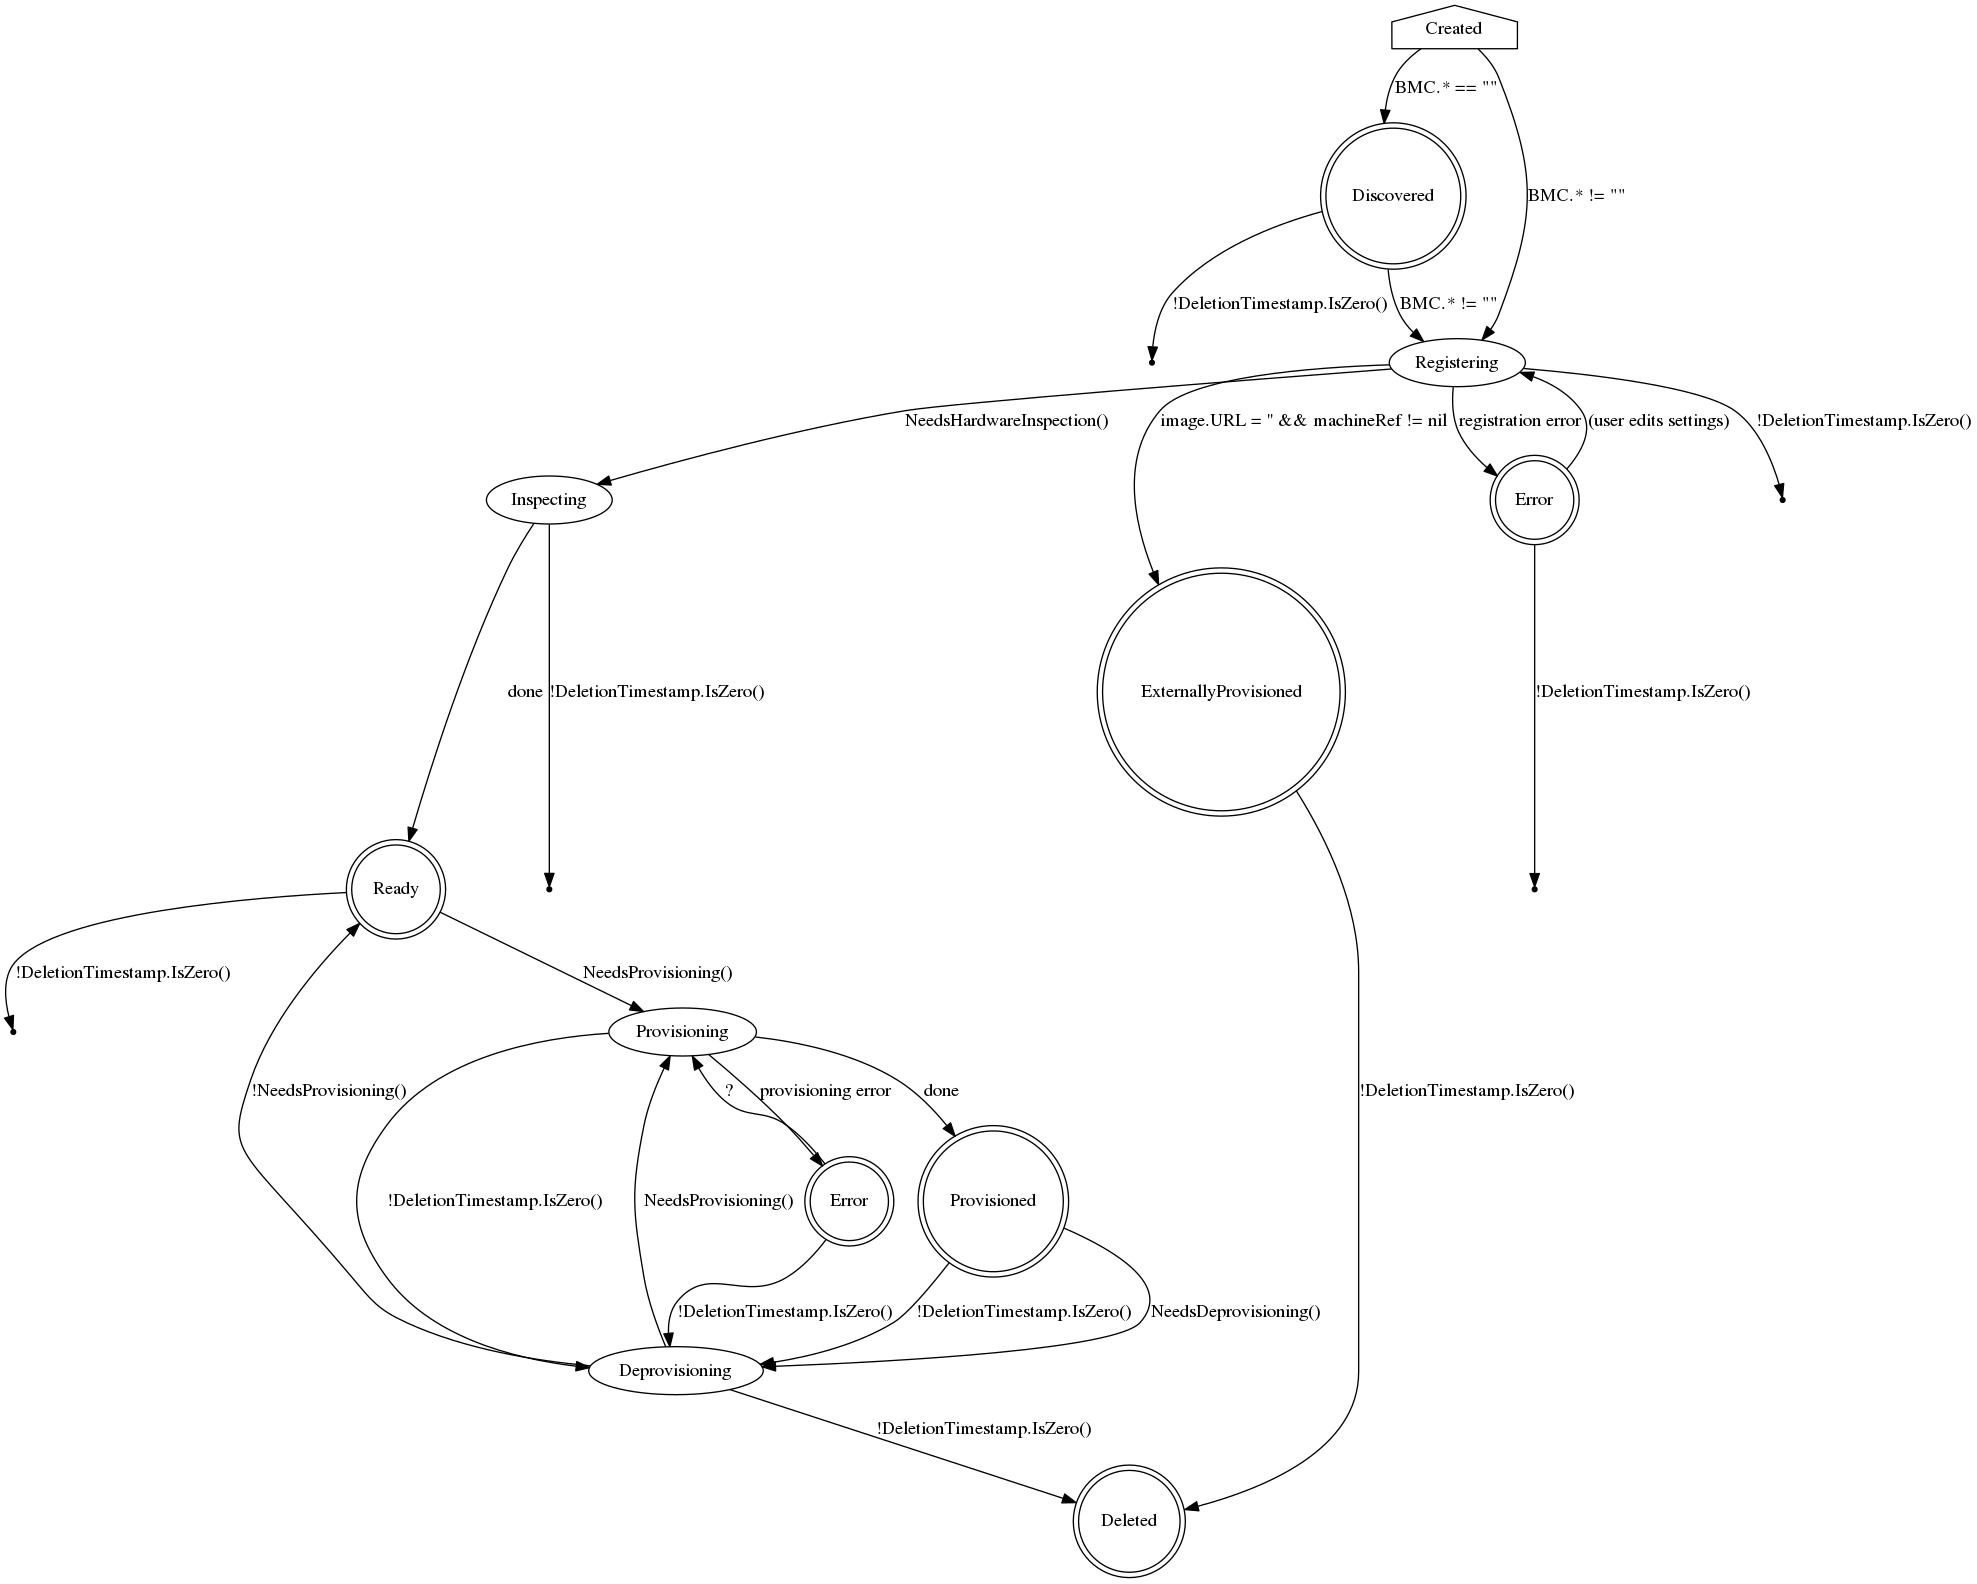 Created
BMC.* == ""
Discovered
BMC.* != ""
!DeletionTimestamp.IsZero()
BMC.* != ""
Registering
NeedsHardwareInspection()
image.URL = '' && machineRef != nil
registration error
(user edits settings)
!DeletionTimestamp.IsZero()
Inspecting
Error
done
!DeletionTimestamp.IsZero()
ExternallyProvisioned
!DeletionTimestamp.IsZero()
Ready
!DeletionTimestamp.IsZero()
NeedsProvisioning()
Provisioning
!NeedsProvisioning()
?
provisioning error
done
!DeletionTimestamp.IsZero()
!DeletionTimestamp.IsZero()
NeedsProvisioning()
Error
Provisioned
!DeletionTimestamp.IsZero()
!DeletionTimestamp.IsZero()
NeedsDeprovisioning()
Deprovisioning
!DeletionTimestamp.IsZero()
Deleted